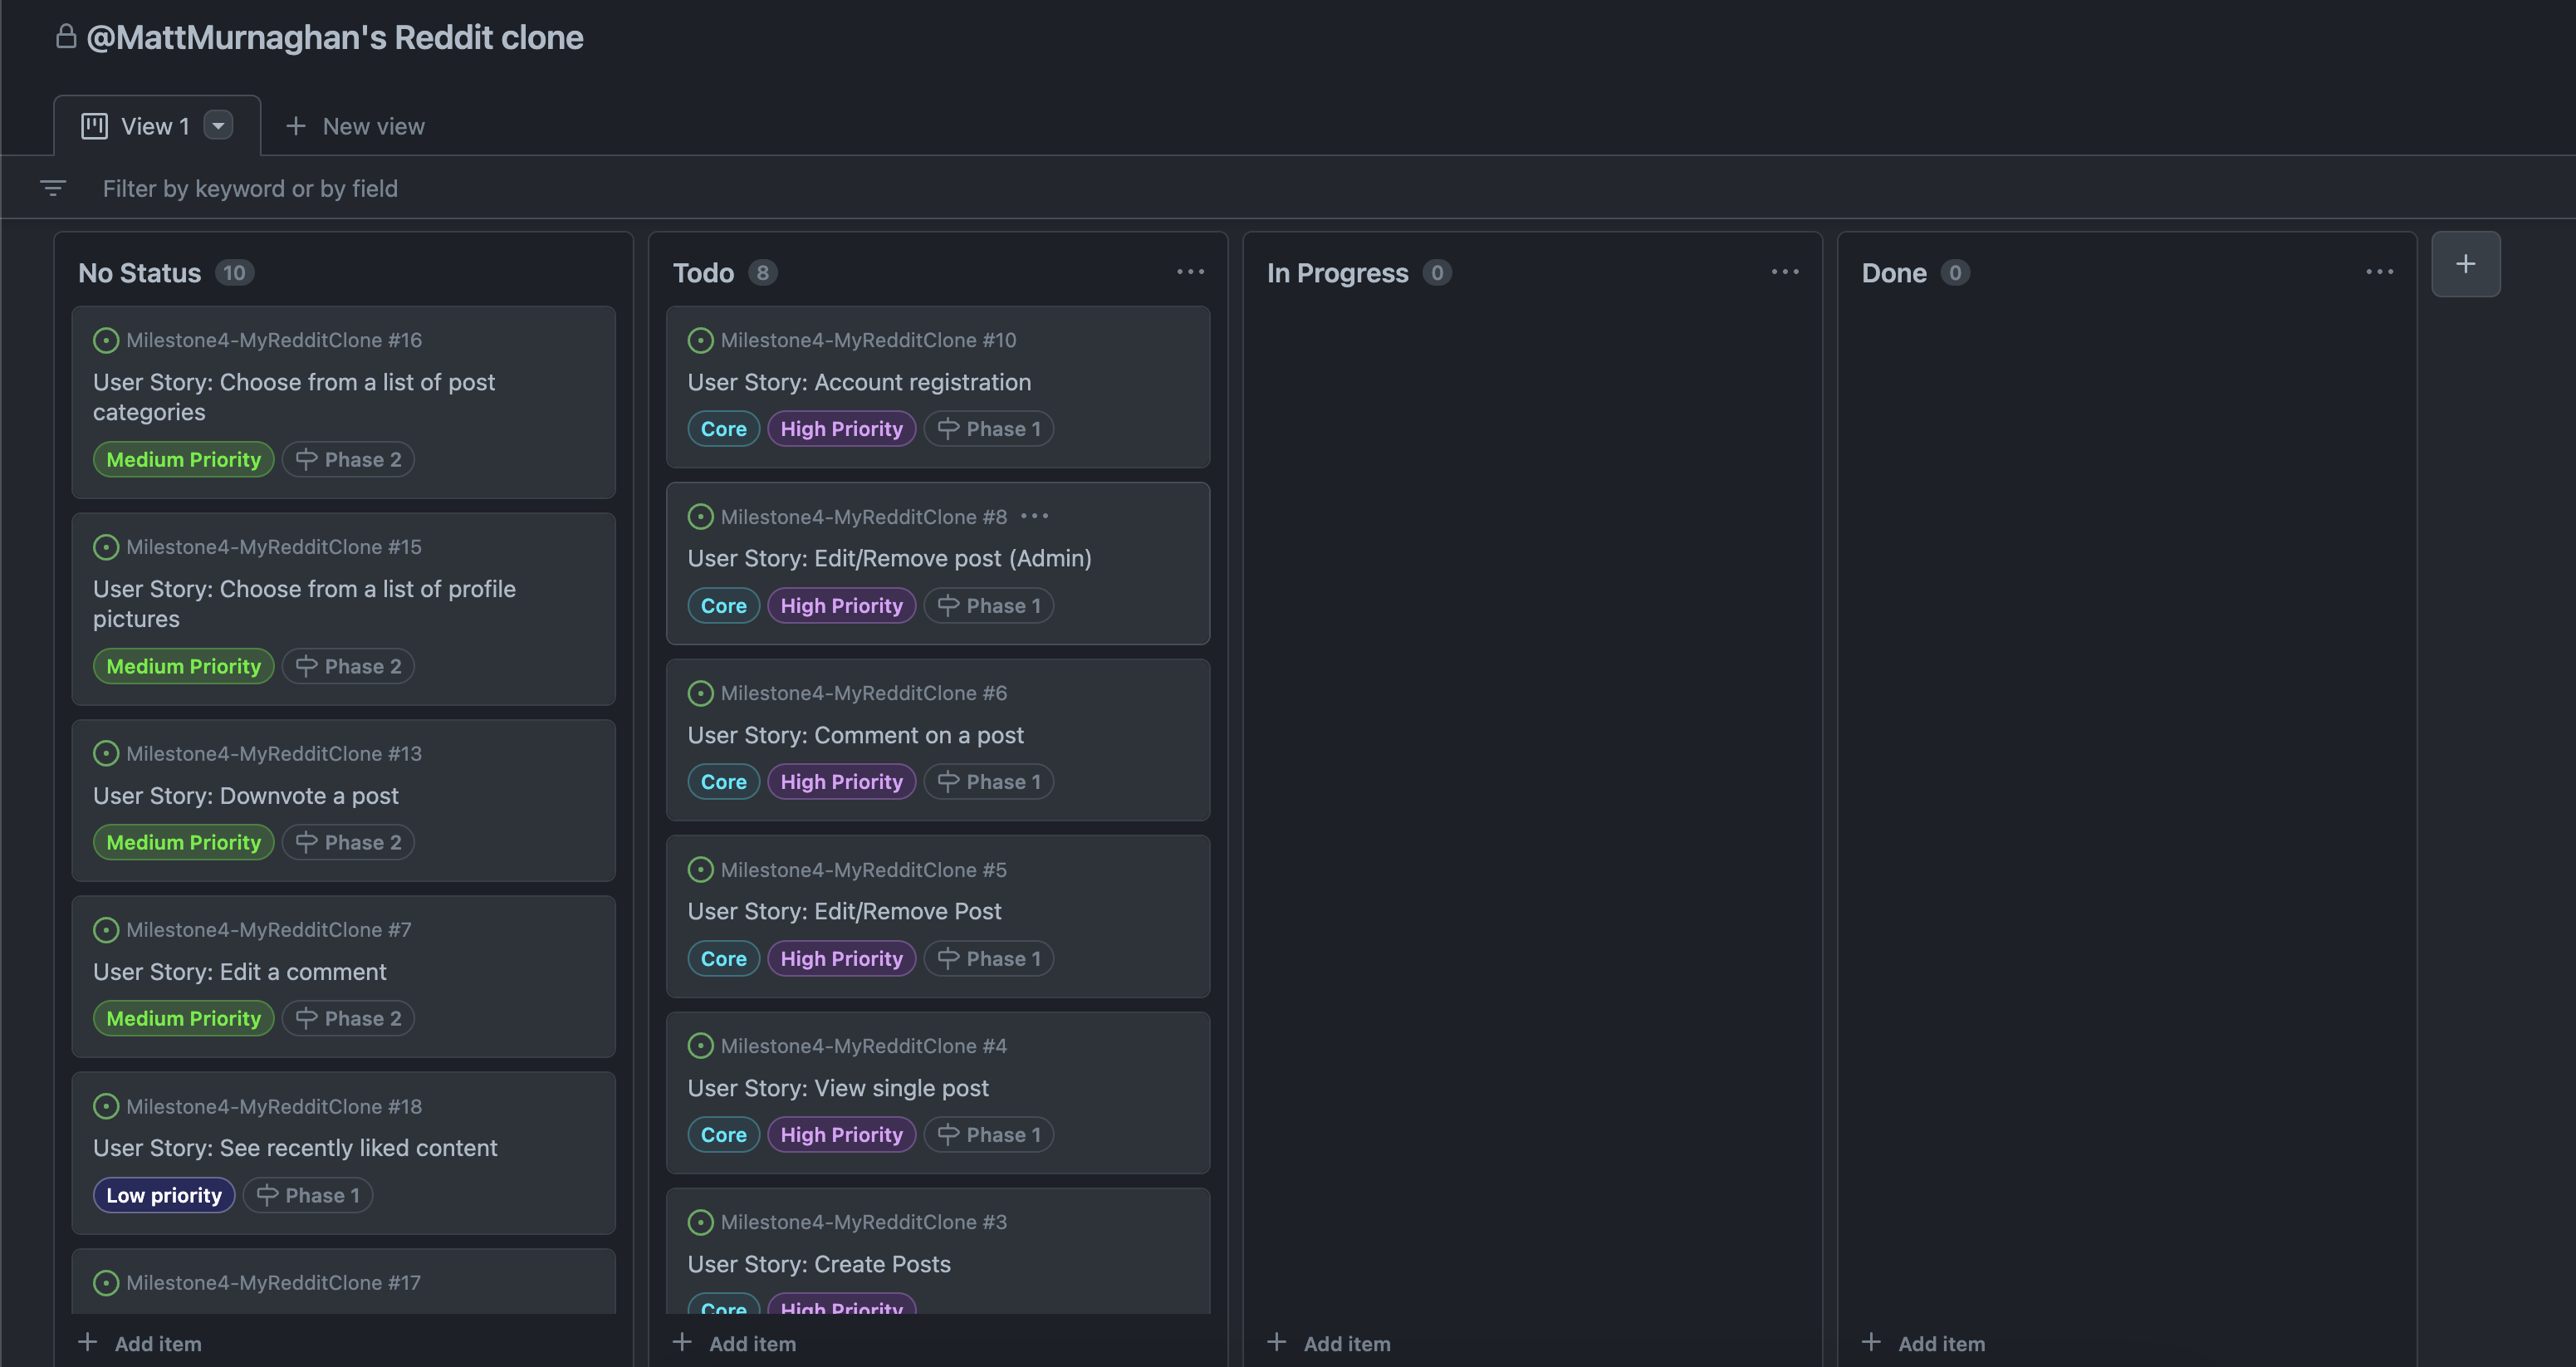 @MattMurnaghan's Reddit clone
View 1
New view
Filter by keyword or by field
No Status 10
Milestone4-MyRedditClone #16
User Story: Choose from a list of post
categories
Medium Priority Phase 2
Milestone4-MyRedditClone #15
User Story: Choose from a list of profile
pictures
Medium Priority Phase 2
Milestone4-MyRedditClone #13
User Story: Downvote a post
Medium Priority Phase 2
Milestone4-MyRedditClone #7
User Story: Edit a comment
Medium Priority Phase 2
Milestone4-MyRedditClone #18
User Story: See recently liked content
Low priority Phase 1
Milestone4-MyRedditClone #17
Add item
Todo 8
Milestone4-MyRedditClone #10
User Story: Account registration
Core High Priority Phase 1
Milestone4-MyRedditClone #8
User Story: Edit/Remove post (Admin)
Core High Priority Phase 1
Milestone4-MyRedditClone #6
User Story: Comment on a post
Core High Priority Phase 1
Milestone4-MyRedditClone #5
User Story: Edit/Remove Post
Core High Priority Phase 1
Milestone4-MyRedditClone #4
User Story: View single post
Core High Priority Phase 1
Milestone4-MyRedditClone #3
User Story: Create Posts
Core High Priority
Add item
In Progress 0
Add item
Done 0
Add item